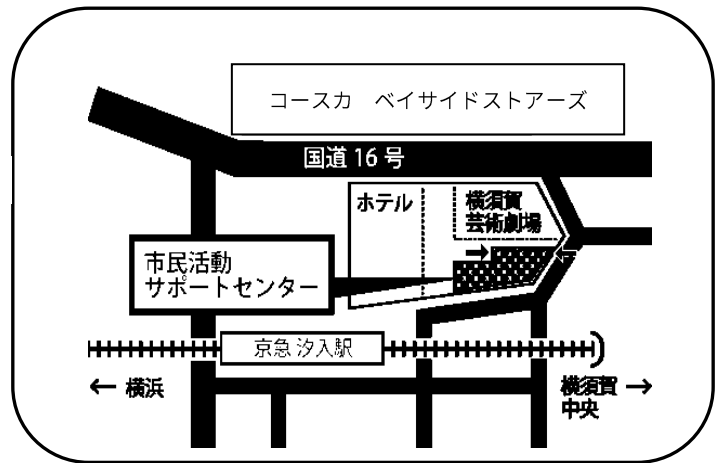 コースカ　ベイサイドストアーズ
国道 16 号
ホテル
横須賀
芸術劇場
市民活動
サポートセンター
京急 汐入駅
← 横浜
横須賀 →
中央